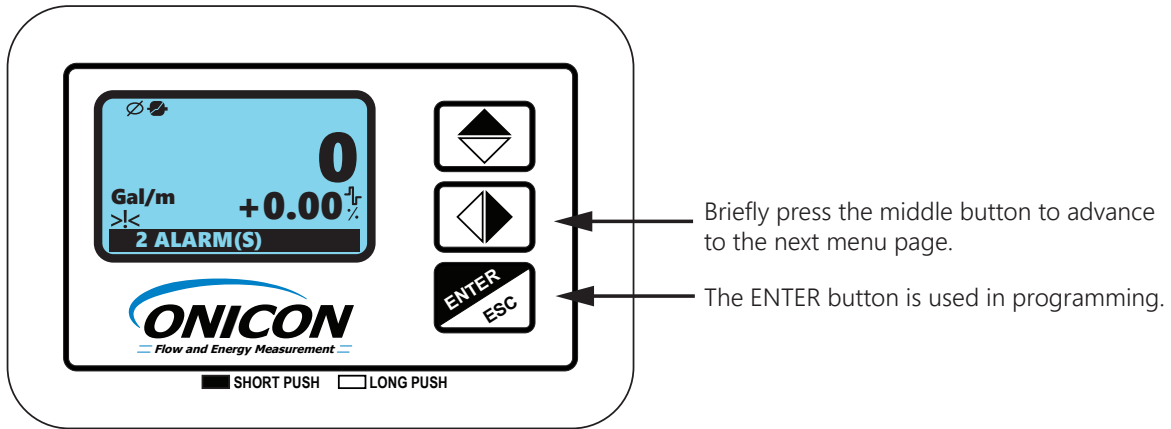 0
Gal/m +0.00 %
>!<
2 ALARM(S)
ENTER
ESC
Briefly press the middle button to advance
to the next menu page.
The ENTER button is used in programming.
ONICON
Flow and Energy Measurement
SHORT PUSH LONG PUSH